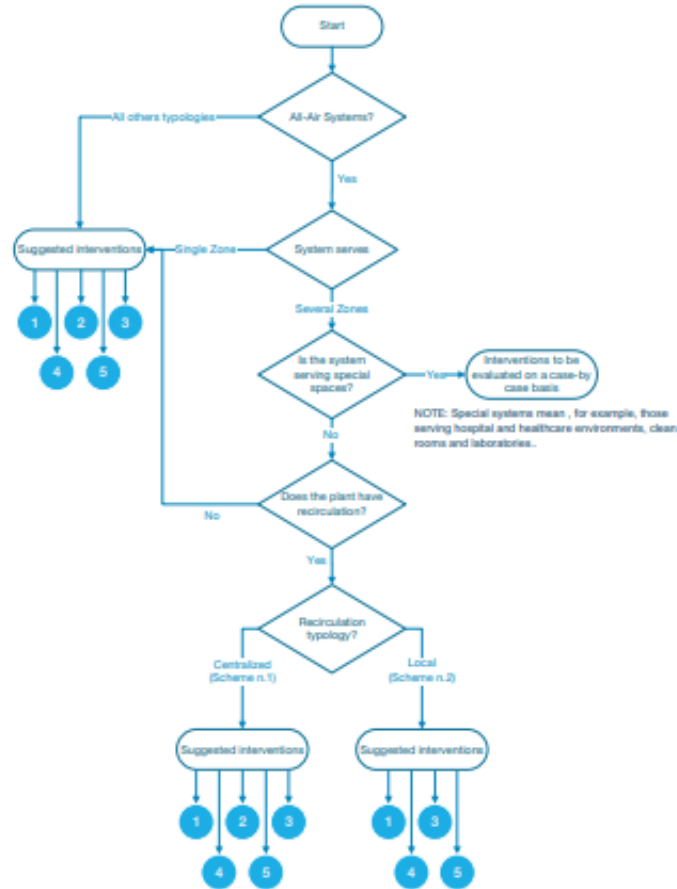 Start
All-Air Systems?
All others typologies
Yes
Suggested interventions
Single Zone
System serves
1
2
3
4
5
Several Zones
Is the system
serving special
spaces?
Yes
Interventions to be
evaluated on a case-by
case basis
NOTE: Special systems mean , for example, those
serving hospital and healthcare environments, clean
rooms and laboratories..
No
Does the plant have
recirculation?
No
Yes
Recirculation
typology?
Centralized
(Scheme n.1)
Local
(Scheme n.2)
Suggested interventions
Suggested interventions
1
2
3
1
3
4
5
4
5